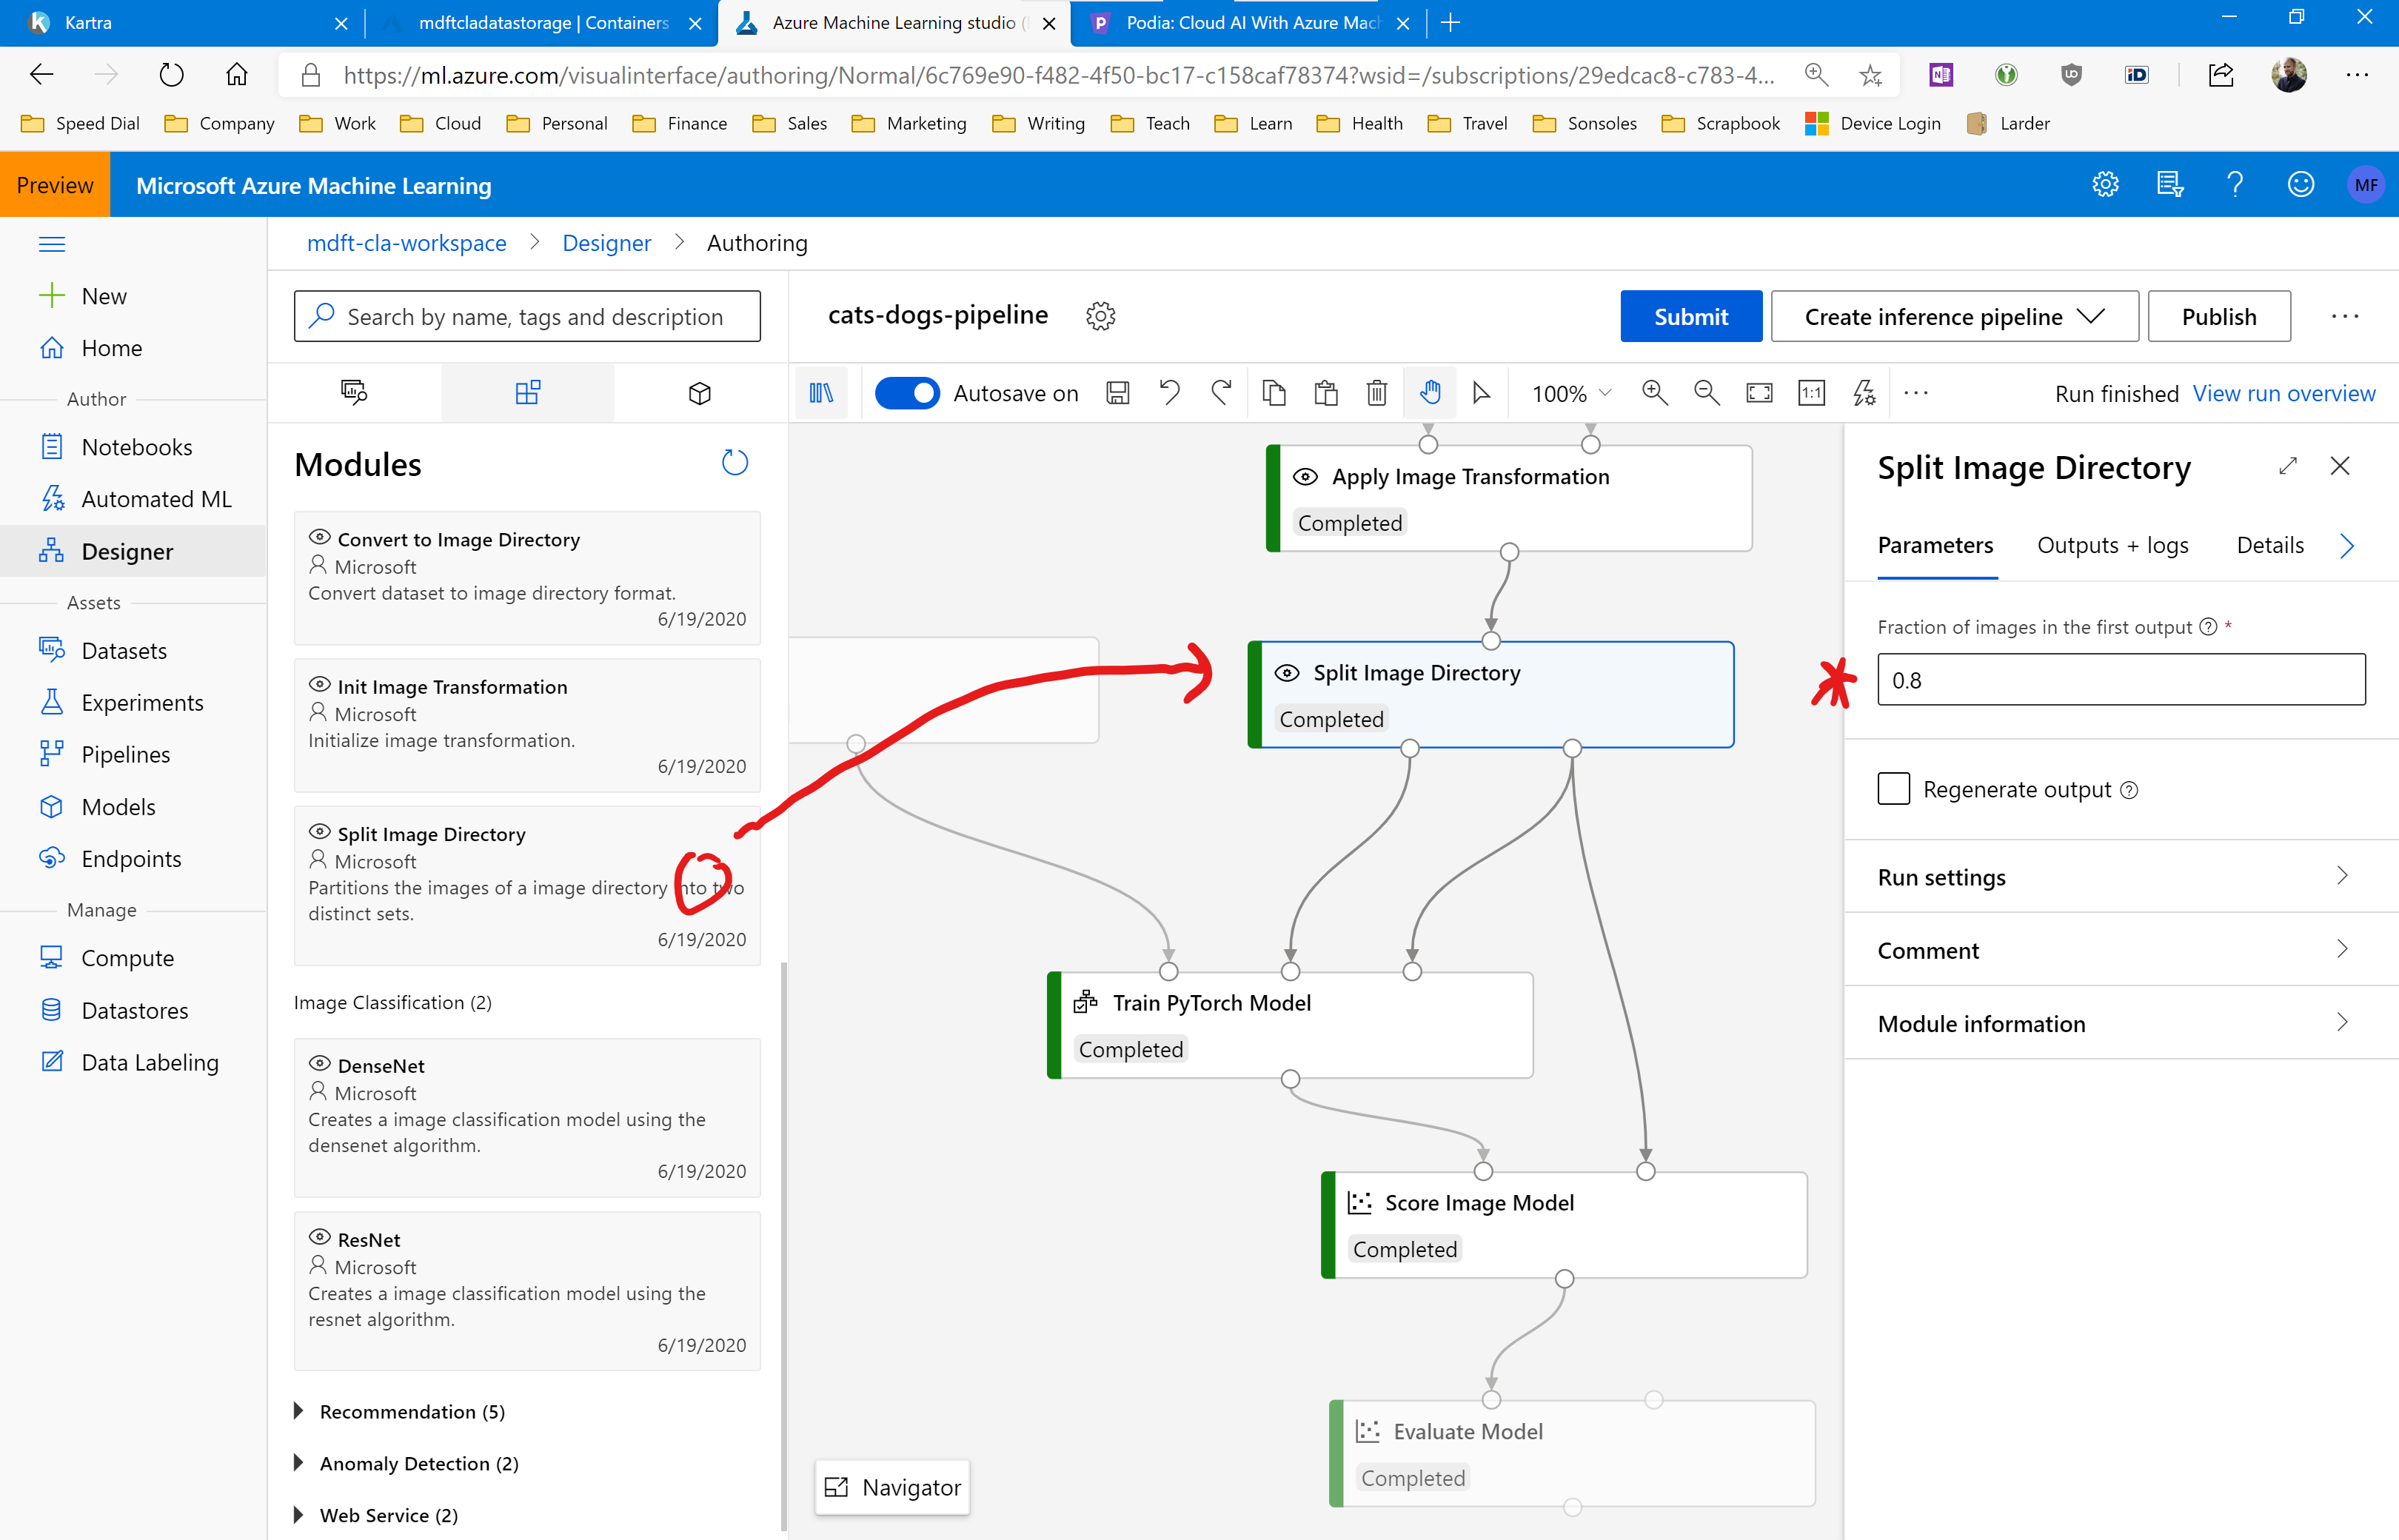 Kartra
mdftcladatastorage | Containers
Azure Machine Learning studio (
Podia: Cloud AI With Azure Mach
https://ml.azure.com/visualinterface/authoring/Normal/6c769e90-f482-4f50-bc17-c158caf78374?wsid=/subscriptions/29edcac8-c783-4...
Speed Dial Company Work Cloud Personal Finance Sales Marketing Writing Teach Learn Health Travel Sonsoles Scrapbook Device Login Larder
Preview
Microsoft Azure Machine Learning
MF
New
Home
Author
Notebooks
Automated ML
Designer
Assets
Datasets
Experiments
Pipelines
Models
Endpoints
Manage
Compute
Datastores
Data Labeling
mdft-cla-workspace > Designer > Authoring
Search by name, tags and description
Modules
Convert to Image Directory
Microsoft
Convert dataset to image directory format.
6/19/2020
Init Image Transformation
Microsoft
Initialize image transformation.
6/19/2020
Split Image Directory
Microsoft
Partitions the images of a image directory into two
distinct sets.
6/19/2020
Image Classification (2)
DenseNet
Microsoft
Creates a image classification model using the
densenet algorithm.
6/19/2020
ResNet
Microsoft
Creates a image classification model using the
resnet algorithm.
6/19/2020
Recommendation (5)
Anomaly Detection (2)
Web Service (2)
cats-dogs-pipeline
Submit
Create inference pipeline
Publish
Autosave on
100%
1:1
Run finished View run overview
Apply Image Transformation
Completed
Split Image Directory
Completed
Train PyTorch Model
Completed
Score Image Model
Completed
Evaluate Model
Completed
Navigator
Split Image Directory
Parameters Outputs + logs Details
Fraction of images in the first output *
0.8
Regenerate output
Run settings
Comment
Module information